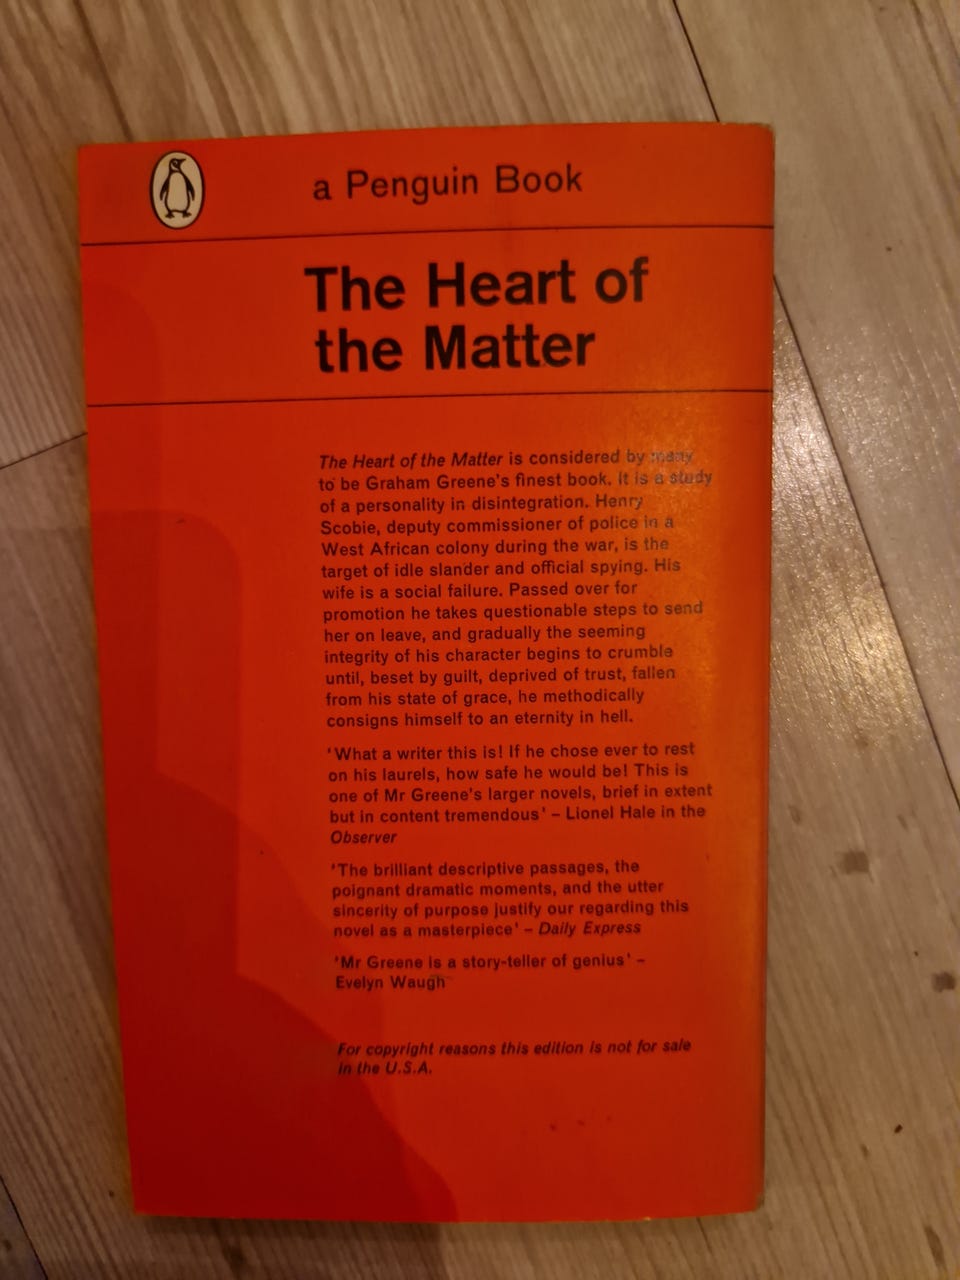 a Penguin Book
The Heart of
the Matter
The Heart of the Matter is considered by many
to be Graham Greene's finest book. It is a study
of a personality in disintegration. Henry
Scobie, deputy commissioner of police in a
West African colony during the war, is the
target of idle slander and official spying. His
wife is a social failure. Passed over for
promotion he takes questionable steps to send
her on leave, and gradually the seeming
integrity of his character begins to crumble
until, beset by guilt, deprived of trust, fallen
from his state of grace, he methodically
consigns himself to an eternity in hell.
'What a writer this is! If he chose ever to rest
on his laurels, how safe he would be! This is
one of Mr Greene's larger novels, brief in extent
but in content tremendous' – Lionel Hale in the
Observer
'The brilliant descriptive passages, the
poignant dramatic moments, and the utter
sincerity of purpose justify our regarding this
novel as a masterpiece' – Daily Express
'Mr Greene is a story-teller of genius' –
Evelyn Waugh
For copyright reasons this edition is not for sale
in the U.S.A.